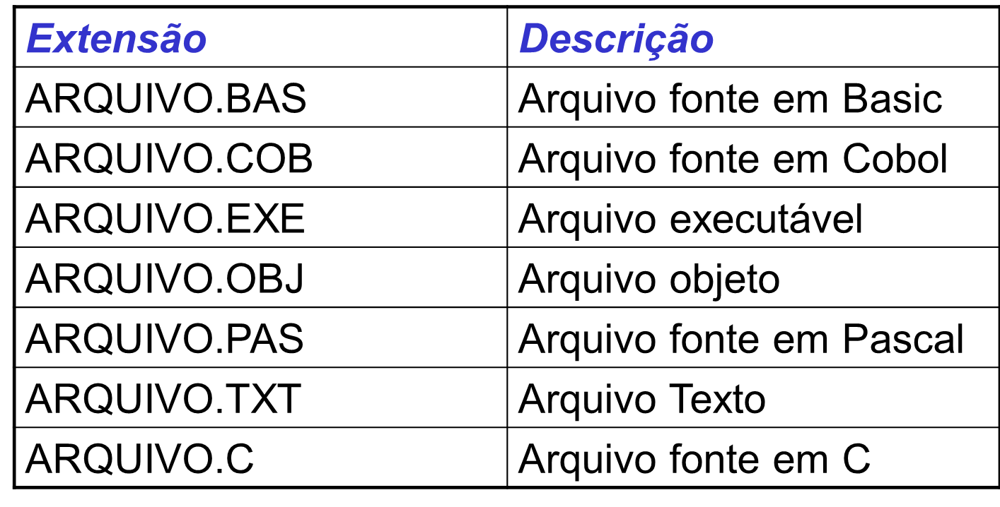 Extensão Descrição
ARQUIVO.BAS Arquivo fonte em Basic
ARQUIVO.COB Arquivo fonte em Cobol
ARQUIVO.EXE Arquivo executável
ARQUIVO.OBJ Arquivo objeto
ARQUIVO.PAS Arquivo fonte em Pascal
ARQUIVO.TXT Arquivo Texto
ARQUIVO.C Arquivo fonte em C